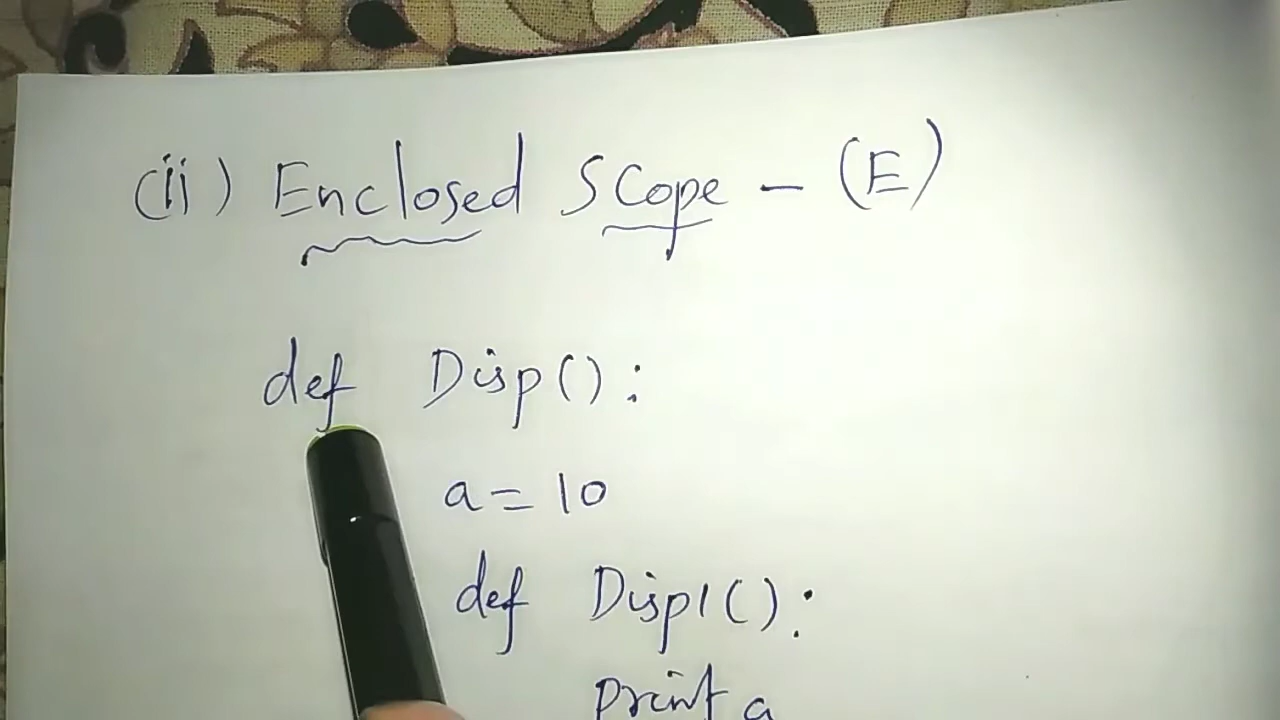 (ii) Enclosed Scope - (E)
def Disp():
a = 10
def Disp1():
print a